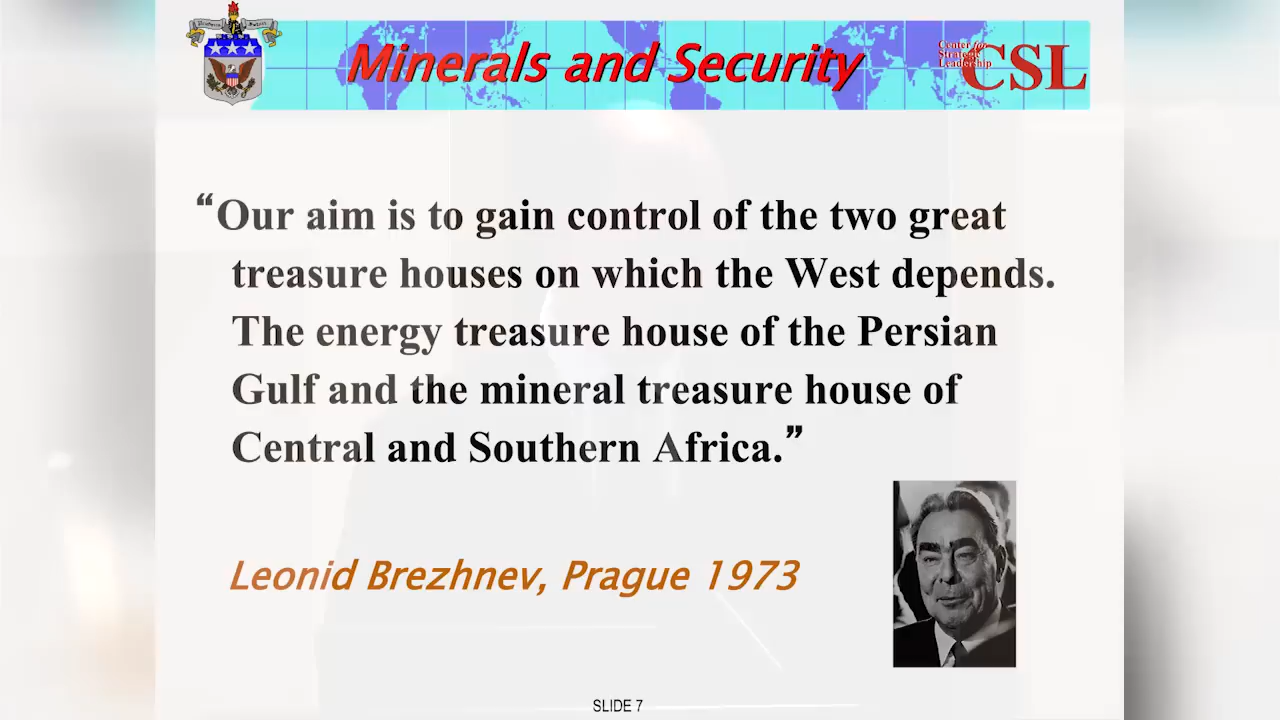 Minerals and Security
Center for
Strategic
Leadership
CSL
“Our aim is to gain control of the two great
treasure houses on which the West depends.
The energy treasure house of the Persian
Gulf and the mineral treasure house of
Central and Southern Africa.”
Leonid Brezhnev, Prague 1973
SLIDE 7